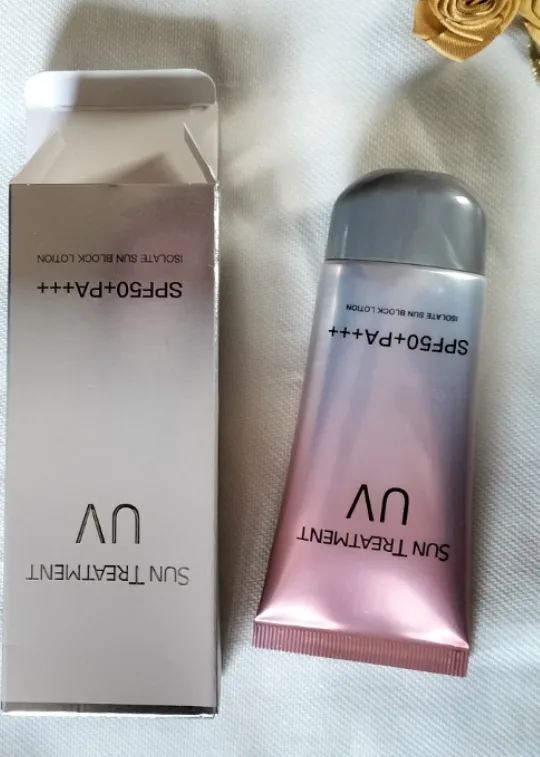 SUN TREATMENT
UV
SPF50+PA+++
ISOLATE SUN BLOCK LOTION
SUN TREATMENT
UV
SPF50+PA+++
ISOLATE SUN BLOCK LOTION